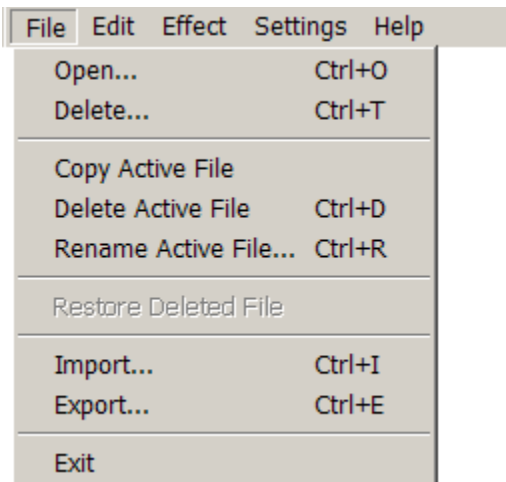 File Edit Effect Settings Help
Open... Ctrl+O
Delete... Ctrl+T
Copy Active File
Delete Active File Ctrl+D
Rename Active File... Ctrl+R
Restore Deleted File
Import... Ctrl+I
Export... Ctrl+E
Exit